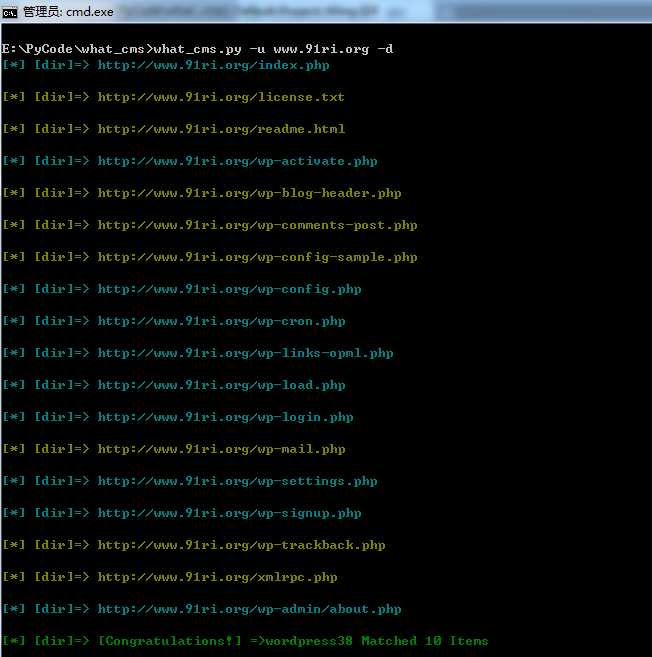 管理员: cmd.exe
E:\PyCode\what_cms>what_cms.py -u www.91ri.org -d
[*] [dir]=> http://www.91ri.org/index.php
[*] [dir]=> http://www.91ri.org/license.txt
[*] [dir]=> http://www.91ri.org/readme.html
[*] [dir]=> http://www.91ri.org/wp-activate.php
[*] [dir]=> http://www.91ri.org/wp-blog-header.php
[*] [dir]=> http://www.91ri.org/wp-comments-post.php
[*] [dir]=> http://www.91ri.org/wp-config-sample.php
[*] [dir]=> http://www.91ri.org/wp-config.php
[*] [dir]=> http://www.91ri.org/wp-cron.php
[*] [dir]=> http://www.91ri.org/wp-links-opml.php
[*] [dir]=> http://www.91ri.org/wp-load.php
[*] [dir]=> http://www.91ri.org/wp-login.php
[*] [dir]=> http://www.91ri.org/wp-mail.php
[*] [dir]=> http://www.91ri.org/wp-settings.php
[*] [dir]=> http://www.91ri.org/wp-signup.php
[*] [dir]=> http://www.91ri.org/wp-trackback.php
[*] [dir]=> http://www.91ri.org/xmlrpc.php
[*] [dir]=> http://www.91ri.org/wp-admin/about.php
[*] [dir]=> [Congratulations!] =>wordpress38 Matched 10 Items